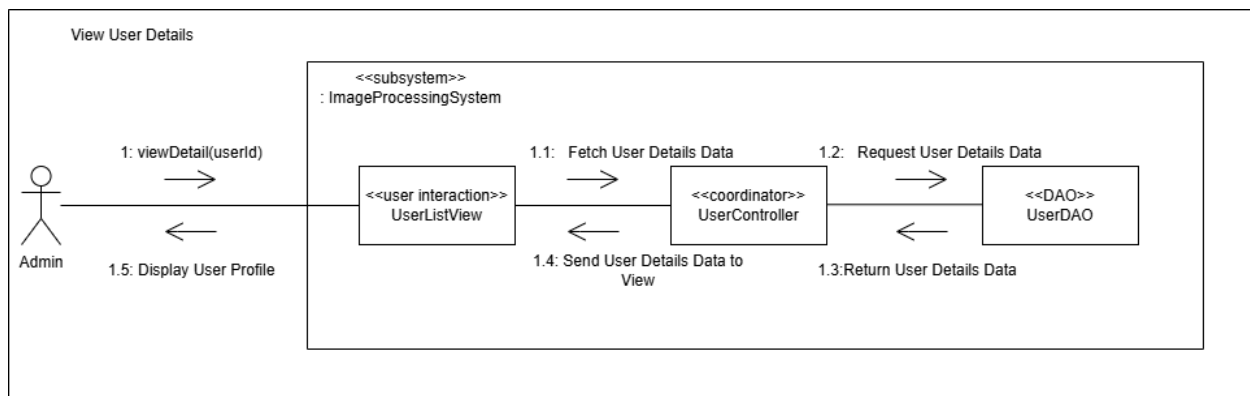 View User Details
<<subsystem>>
: ImageProcessingSystem
1: viewDetail(userId)
1.1: Fetch User Details Data
1.2: Request User Details Data
<<user interaction>>
UserListView
<<coordinator>>
UserController
<<DAO>>
UserDAO
Admin
1.5: Display User Profile
1.4: Send User Details Data to
View
1.3:Return User Details Data